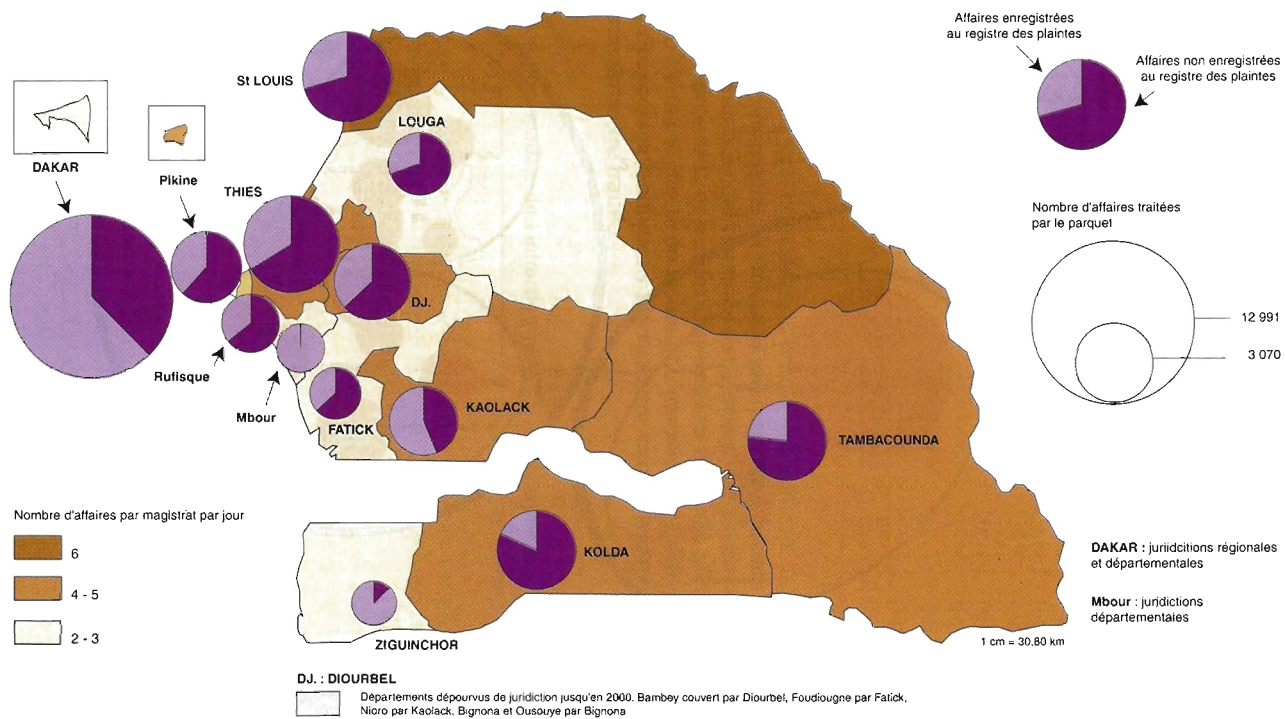 Affaires enregistrées
au registre des plaintes
Affaires non enregistrées
au registre des plaintes
St LOUIS
LOUGA
DAKAR
Pikine
THIES
Nombre d'affaires traitées
par le parquet
12 991
3 070
DJ.
Rufisque
Mbour
FATICK
KAOLACK
TAMBACOUNDA
Nombre d'affaires par magistrat par jour
6
4 - 5
2 - 3
KOLDA
ZIGUINCHOR
DAKAR : juriidcitions régionales
et départementales
Mbour : juridictions
départementaies
1 cm = 30.80 km
DJ. : DIOURBEL
Départements dépourvus de juridiction jusqu'en 2000. Bambey couvert par Diourbel, Foudiougne par Fatick,
Nioro par Kaolack, Bignona et Ousouye par Bignona